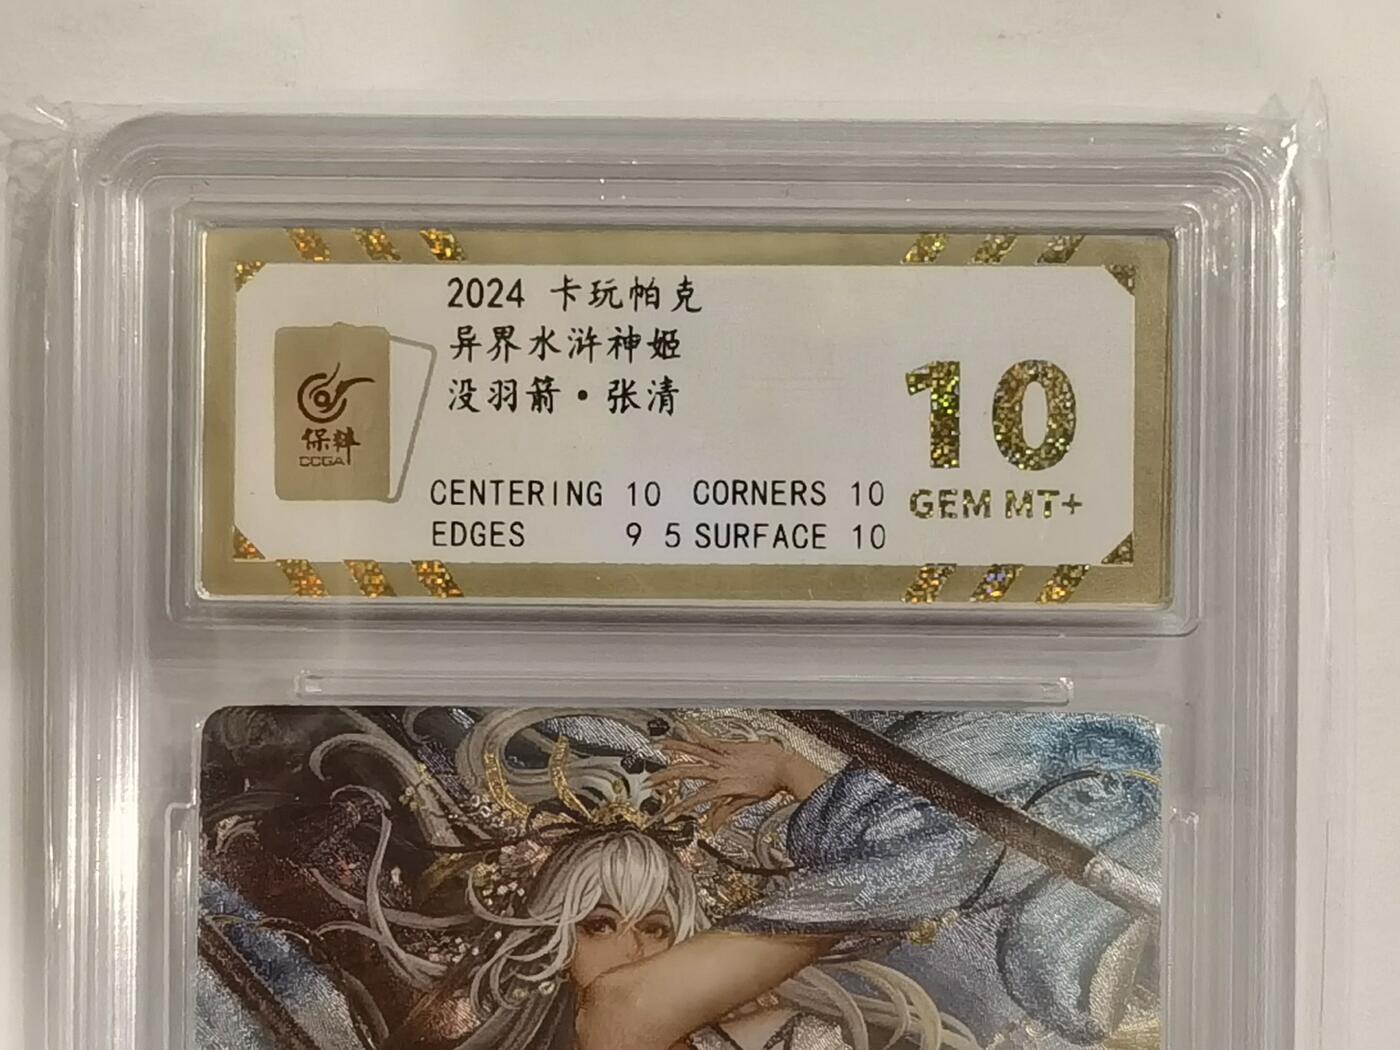 2024 卡玩帕克
异界水浒神姬
没羽箭·张清
保粹
CCGA
CENTERING 10 CORNERS 10
EDGES 9 5 SURFACE 10
10
GEM MT+